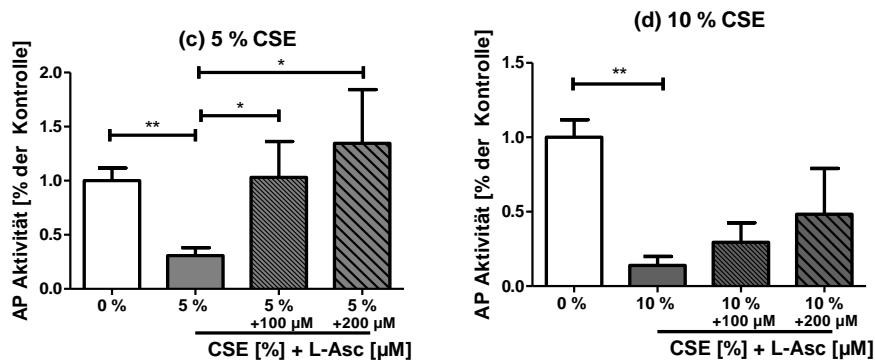 (c) 5 % CSE
AP Aktivität [% der Kontrolle]
2.0
1.5
1.0
0.5
0.0
**
*
*
0 %
5 %
5 %
+100 µM
5 %
+200 µM
CSE [%] + L-Asc [µM]
(d) 10 % CSE
AP Aktivität [% der Kontrolle]
1.5
1.0
0.5
0.0
**
0 %
10 %
10 %
+100 µM
10 %
+200 µM
CSE [%] + L-Asc [µM]